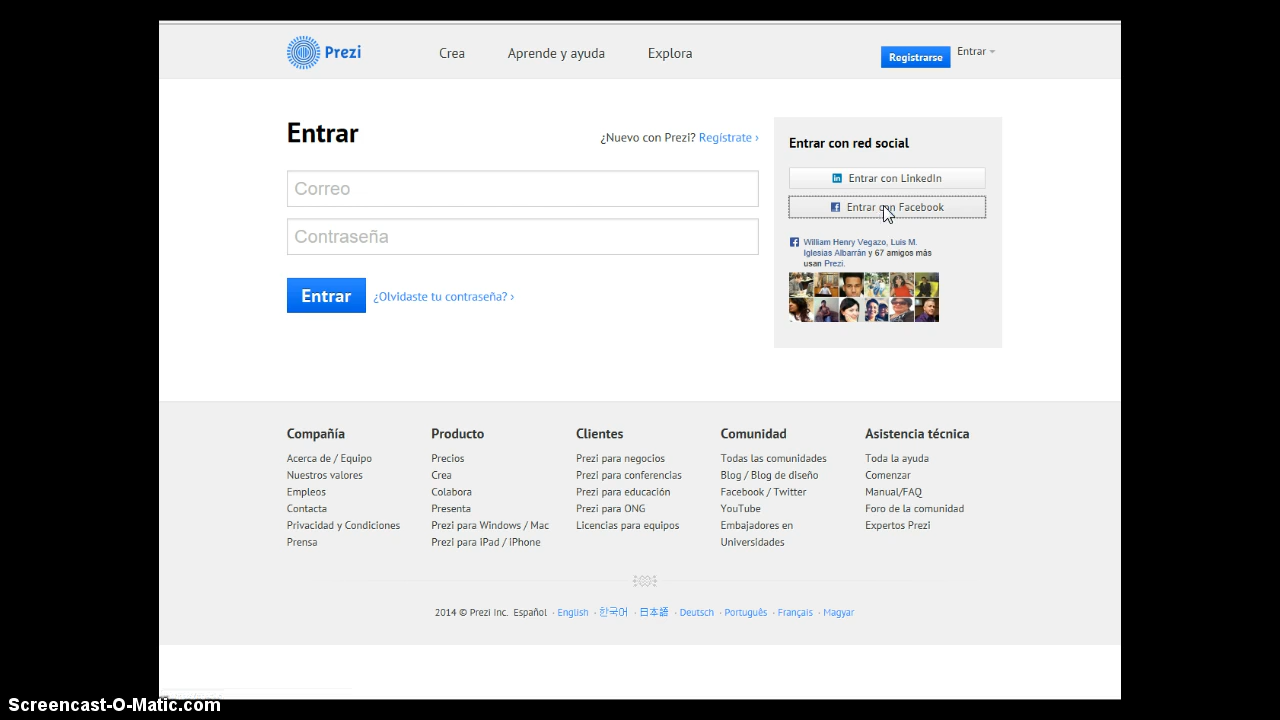 Prezi
Crea
Aprende y ayuda
Explora
Registrarse
Entrar
Entrar
¿Nuevo con Prezi? Regístrate ›
Correo
Contraseña
Entrar
¿Olvidaste tu contraseña? ›
Entrar con red social
Entrar con LinkedIn
Entrar con Facebook
William Henry Vegazo, Luis M.
Iglesias Albarrán y 67 amigos más
usan Prezi.
Compañía
Acerca de / Equipo
Nuestros valores
Empleos
Contacta
Privacidad y Condiciones
Prensa
Producto
Precios
Crea
Colabora
Presenta
Prezi para Windows / Mac
Prezi para iPad / iPhone
Clientes
Prezi para negocios
Prezi para conferencias
Prezi para educación
Prezi para ONG
Licencias para equipos
Comunidad
Todas las comunidades
Blog / Blog de diseño
Facebook / Twitter
YouTube
Embajadores en
Universidades
Asistencia técnica
Toda la ayuda
Comenzar
Manual/FAQ
Foro de la comunidad
Expertos Prezi
2014 © Prezi Inc. Español · English · 한국어 · 日本語 · Deutsch · Português · Français · Magyar
Screencast-O-Matic.com